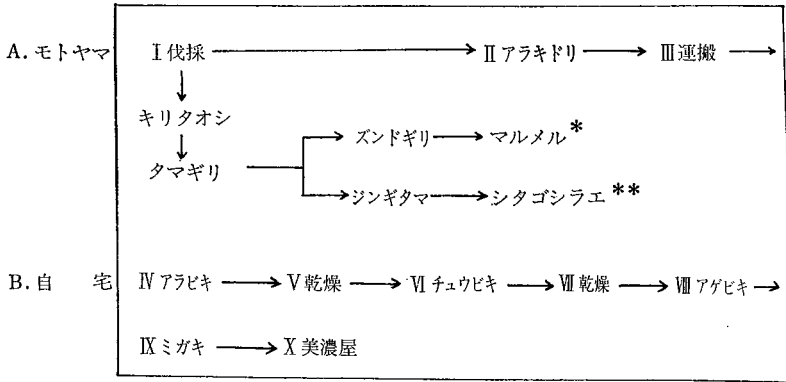 A. モトヤマ Ⅰ伐採 → Ⅱアラキドリ → Ⅲ運搬 →
↓
キリタオシ
↓
ズンドギリ → マルメル*
タマギリ
ジンギタマ → シタゴシラエ**
B. 自 宅 Ⅳアラビキ → Ⅴ乾燥 → Ⅵチュウビキ → Ⅶ乾燥 → Ⅷアゲビキ →
Ⅸミガキ → Ⅹ美濃屋